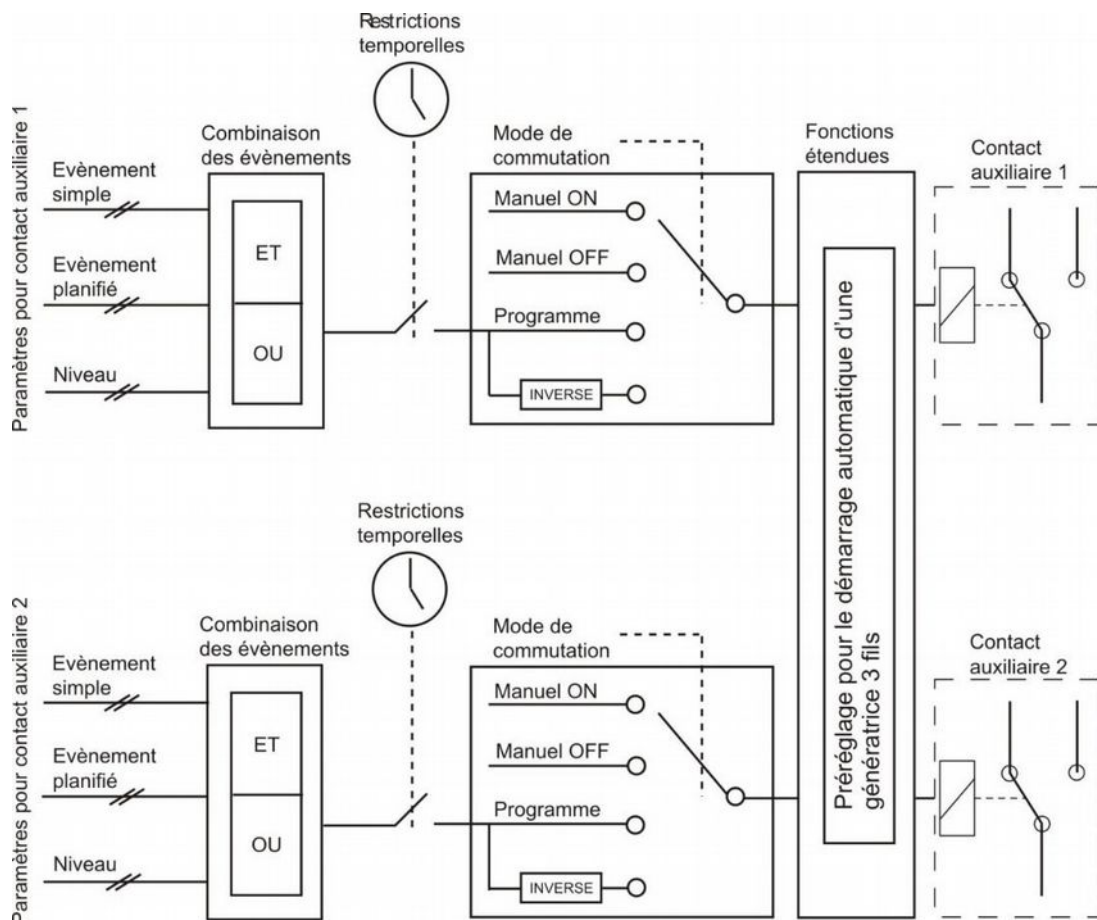 Restrictions
temporelles
Paramètres pour contact auxiliaire 1
Combinaison
des évènements
Mode de
commutation
Fonctions
étendues
Contact
auxiliaire 1
Evènement
simple
Evènement
planifié
Niveau
ET
OU
Manuel ON
Manuel OFF
Programme
INVERSE
Préréglage pour le démarrage automatique d'une
génératrice 3 fils
Restrictions
temporelles
Paramètres pour contact auxiliaire 2
Combinaison
des évènements
Mode de
commutation
Contact
auxiliaire 2
Evènement
simple
Evènement
planifié
Niveau
ET
OU
Manuel ON
Manuel OFF
Programme
INVERSE